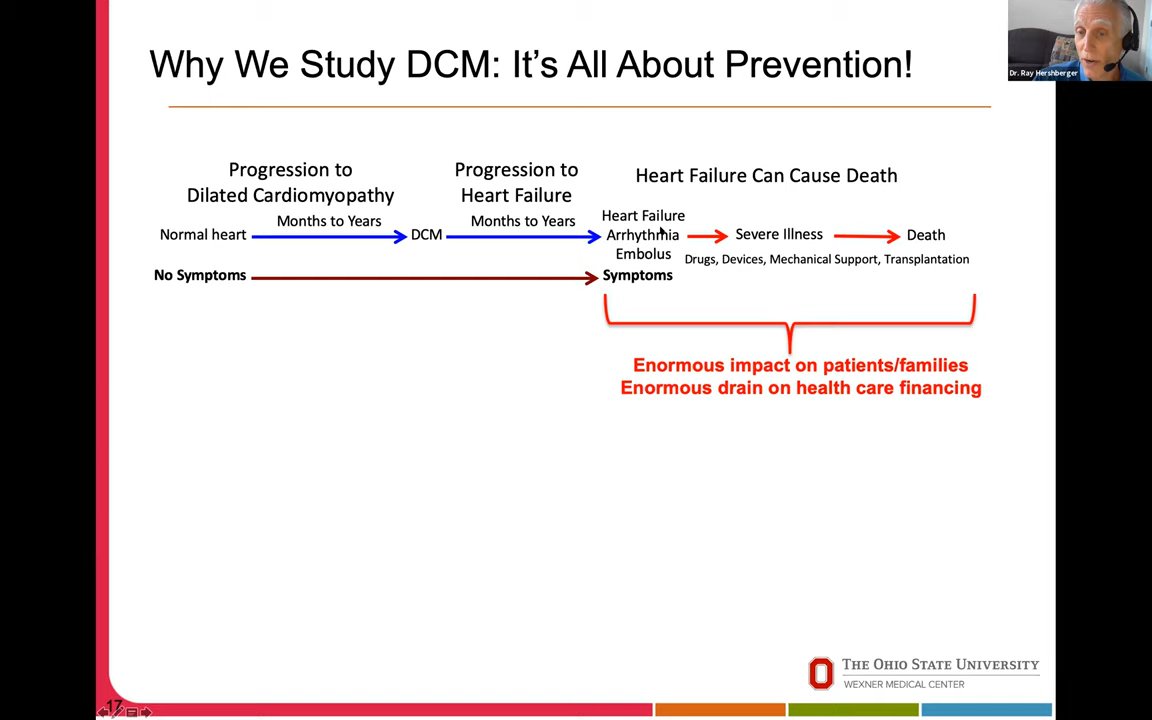 Why We Study DCM: It's All About Prevention!
Dr. Ray Hershberger
Progression to
Dilated Cardiomyopathy
Progression to
Heart Failure
Heart Failure Can Cause Death
Months to Years
Months to Years
Normal heart
DCM
Heart Failure
Arrhythmia
Embolus
Severe Illness
Death
Drugs, Devices, Mechanical Support, Transplantation
No Symptoms
Symptoms
Enormous impact on patients/families
Enormous drain on health care financing
THE OHIO STATE UNIVERSITY
WEXNER MEDICAL CENTER
17